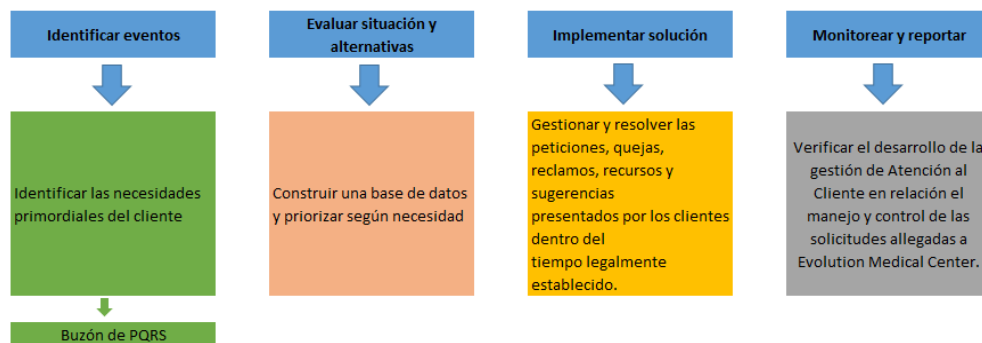 Identificar eventos
Evaluar situación y
alternativas
Implementar solución
Monitorear y reportar
Identificar las necesidades
primordiales del cliente
Construir una base de datos
y priorizar según necesidad
Gestionar y resolver las
peticiones, quejas,
reclamos, recursos y
sugerencias
presentados por los clientes
dentro del
tiempo legalmente
establecido.
Verificar el desarrollo de la
gestión de Atención al
Cliente en relación el
manejo y control de las
solicitudes allegadas a
Evolution Medical Center.
Buzón de PQRS